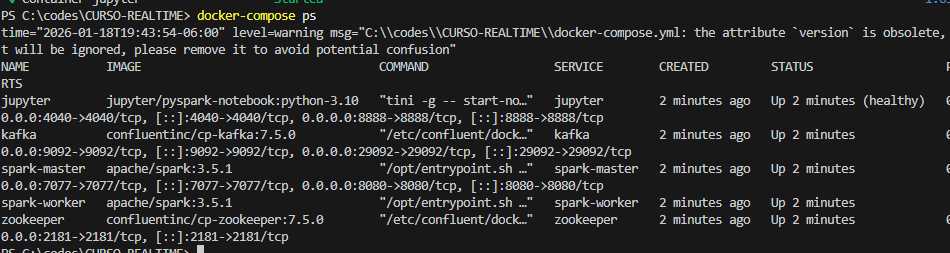 Container jupyter Started
PS C:\codes\CURSO-REALTIME> docker-compose ps
time="2026-01-18T19:43:54-06:00" level=warning msg="C:\\codes\\CURSO-REALTIME\\docker-compose.yml: the attribute `version` is obsolete,
t will be ignored, please remove it to avoid potential confusion"
NAME IMAGE COMMAND SERVICE CREATED STATUS
RTS
jupyter jupyter/pyspark-notebook:python-3.10 "tini -g -- start-no…" jupyter 2 minutes ago Up 2 minutes (healthy)
0.0.0:4040->4040/tcp, [::]:4040->4040/tcp, 0.0.0.0:8888->8888/tcp, [::]:8888->8888/tcp
kafka confluentinc/cp-kafka:7.5.0 "/etc/confluent/dock…" kafka 2 minutes ago Up 2 minutes
0.0.0:9092->9092/tcp, [::]:9092->9092/tcp, 0.0.0.0:29092->29092/tcp, [::]:29092->29092/tcp
spark-master apache/spark:3.5.1 "/opt/entrypoint.sh …" spark-master 2 minutes ago Up 2 minutes
0.0.0:7077->7077/tcp, [::]:7077->7077/tcp, 0.0.0.0:8080->8080/tcp, [::]:8080->8080/tcp
spark-worker apache/spark:3.5.1 "/opt/entrypoint.sh …" spark-worker 2 minutes ago Up 2 minutes
zookeeper confluentinc/cp-zookeeper:7.5.0 "/etc/confluent/dock…" zookeeper 2 minutes ago Up 2 minutes
0.0.0:2181->2181/tcp, [::]:2181->2181/tcp
PS C:\codes\CURSO-REALTIME>